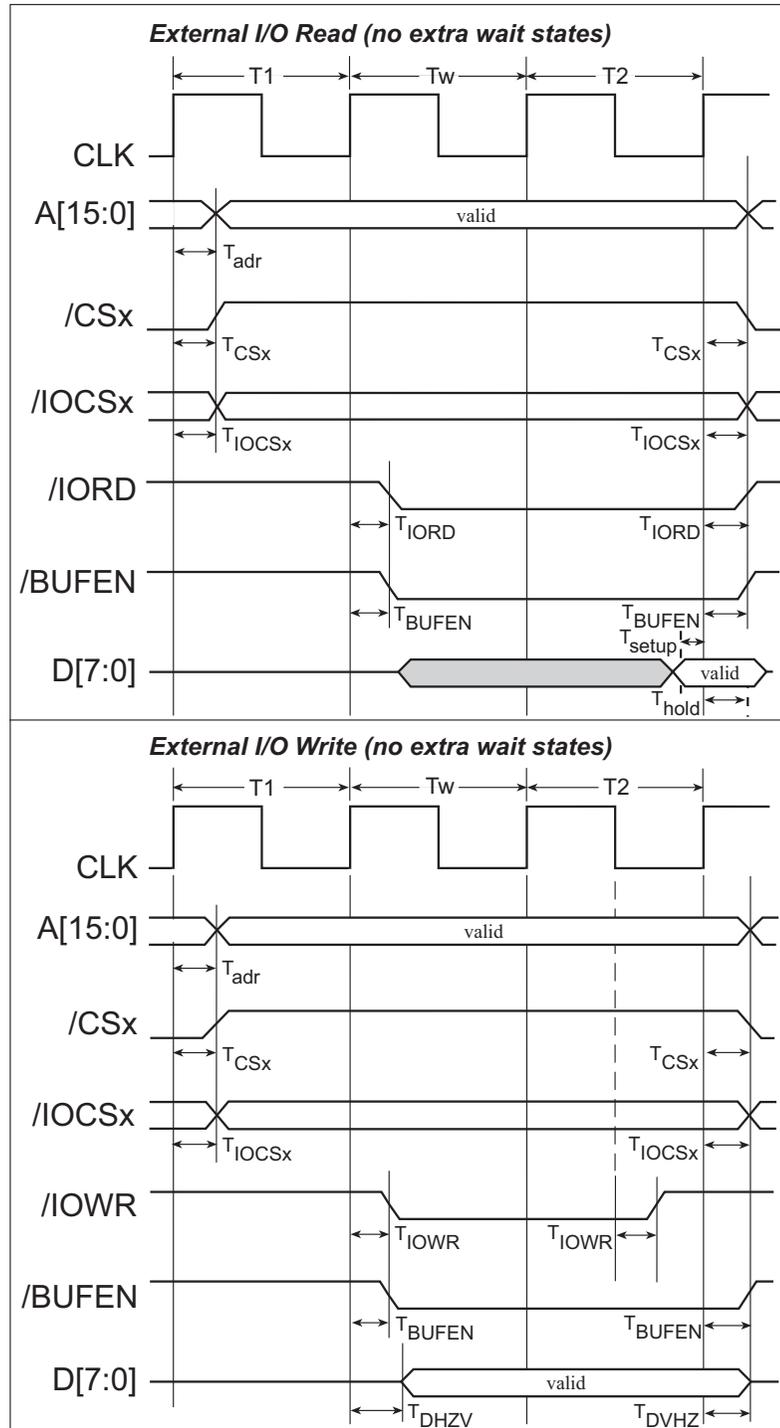 External I/O Read (no extra wait states)
T1 Tw T2
CLK
A[15:0] valid
Tadr
/CSx
TCSx TCSx
/IOCSx
TIOCSx TIOCSx
/IORD
TIORD TIORD
/BUFEN
TBUFEN TBUFEN
Tsetup
D[7:0] valid
Thold
External I/O Write (no extra wait states)
T1 Tw T2
CLK
A[15:0] valid
Tadr
/CSx
TCSx TCSx
/IOCSx
TIOCSx TIOCSx
/IOWR
TIOWR TIOWR
/BUFEN
TBUFEN TBUFEN
D[7:0] valid
TDHZV TDVHZ